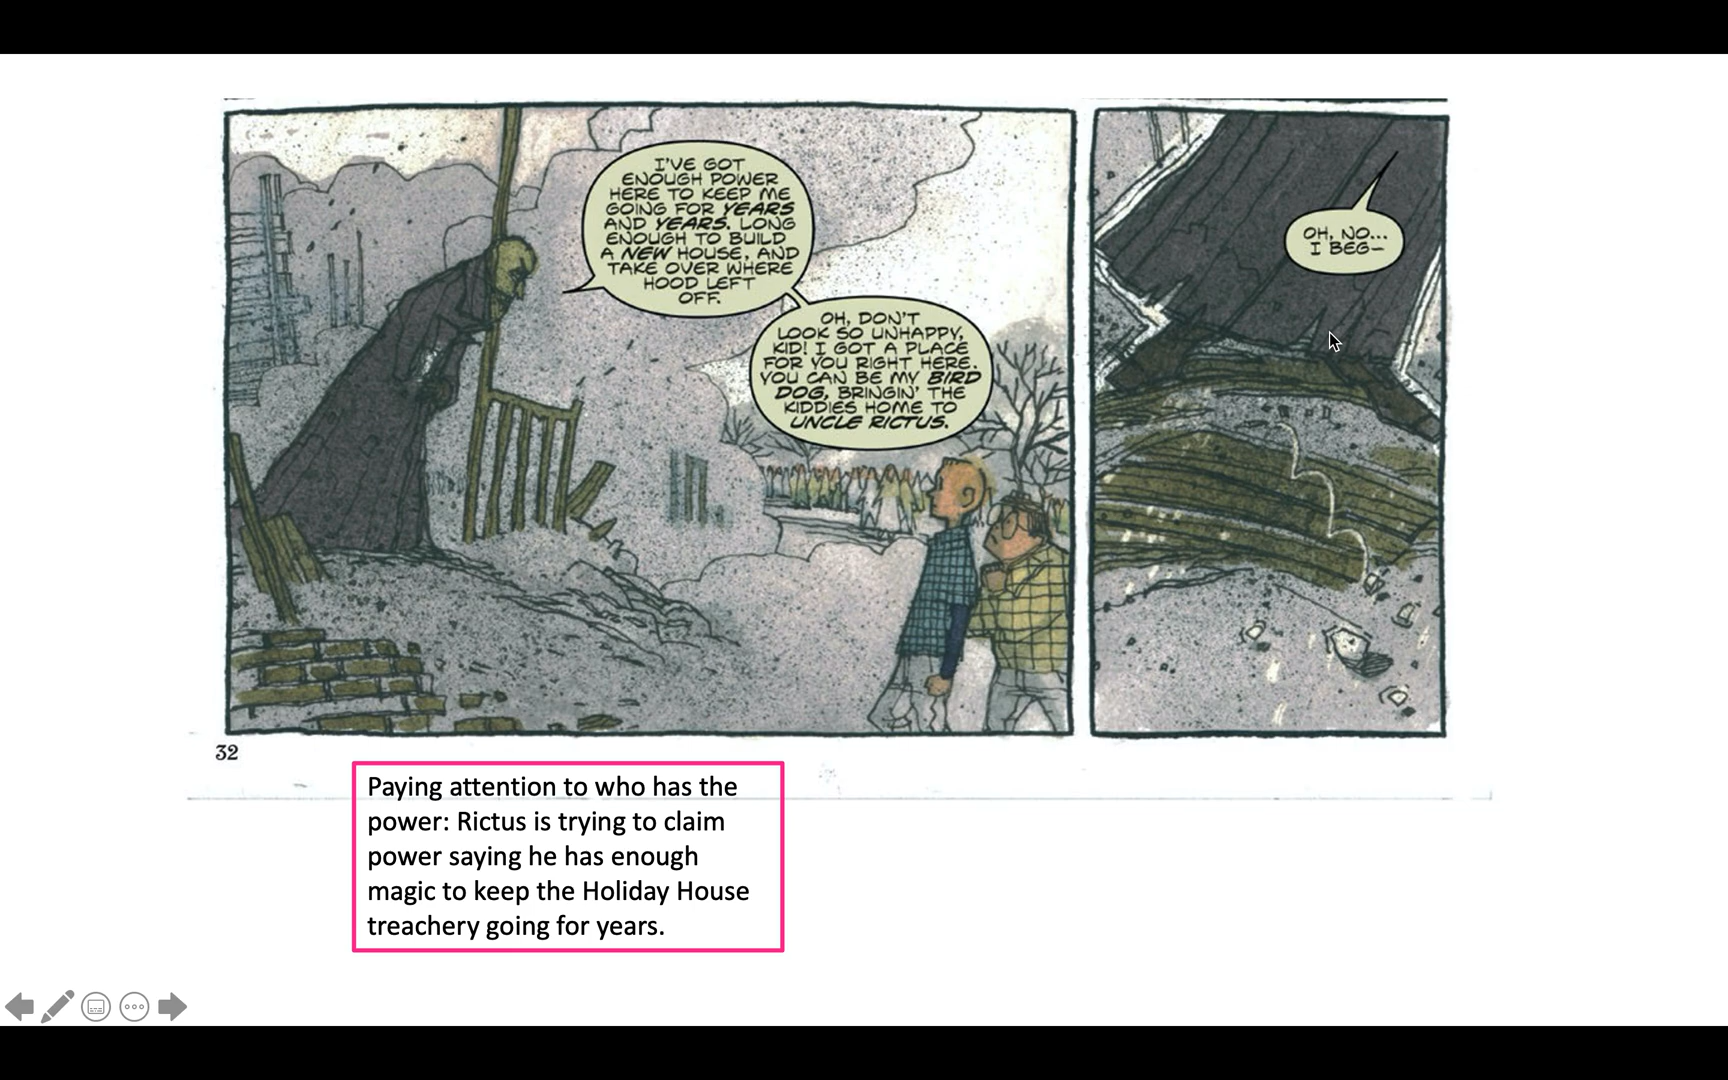 I'VE GOT
ENOUGH POWER
HERE TO KEEP ME
GOING FOR YEARS
AND YEARS. LONG
ENOUGH TO BUILD
A NEW HOUSE, AND
TAKE OVER WHERE
HOOD LEFT
OFF.
OH, DON'T
LOOK SO UNHAPPY,
KID! I GOT A PLACE
FOR YOU RIGHT HERE.
YOU CAN BE MY BIRD
DOG, BRINGIN' THE
KIDDIES HOME TO
UNCLE RICTUS.
OH, NO...
I BEG—
32
Paying attention to who has the
power: Rictus is trying to claim
power saying he has enough
magic to keep the Holiday House
treachery going for years.